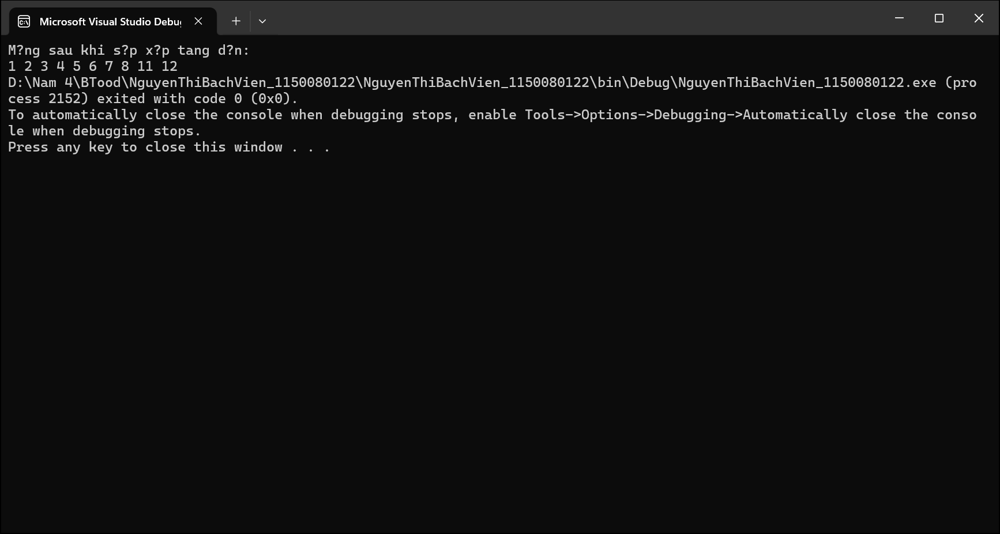 Microsoft Visual Studio Debug
M?ng sau khi s?p x?p tang d?n:
1 2 3 4 5 6 7 8 11 12
D:\Nam 4\BTood\NguyenThiBachVien_1150080122\NguyenThiBachVien_1150080122\bin\Debug\NguyenThiBachVien_1150080122.exe (pro
cess 2152) exited with code 0 (0x0).
To automatically close the console when debugging stops, enable Tools->Options->Debugging->Automatically close the conso
le when debugging stops.
Press any key to close this window . . .